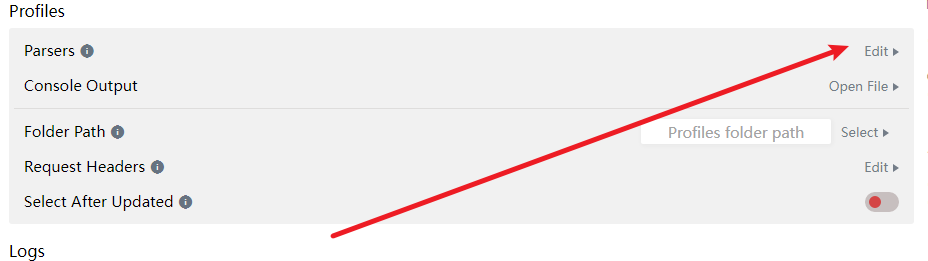 Profiles
Parsers Edit
Console Output Open File
Folder Path Profiles folder path Select
Request Headers Edit
Select After Updated
Logs